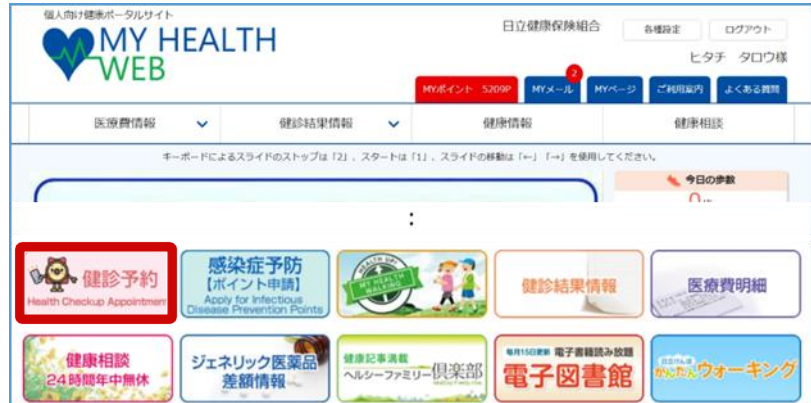 個人向け健康ポータルサイト
MY HEALTH
WEB
日立健康保険組合
各種設定
ログアウト
ヒタチ タロウ様
MYポイント 5209P
MYメール
2
MYページ
ご利用案内
よくある質問
医療費情報
健診結果情報
健康情報
健康相談
キーボードによるスライドのストップは「2」、スタートは「1」、スライドの移動は「←」「→」を使用してください。
今日の歩数
:
健診予約
Health Checkup Appointment
感染症予防
【ポイント申請】
Apply for Infectious
Disease Prevention Points
HEALTH UP!
MY HEALTH
WALKING
健診結果情報
医療費明細
健康相談
24時間年中無休
ジェネリック医薬品
差額情報
健康記事満載
ヘルシーファミリー倶楽部
毎月15日更新 電子書籍読み放題
電子図書館
かんたんウォーキング